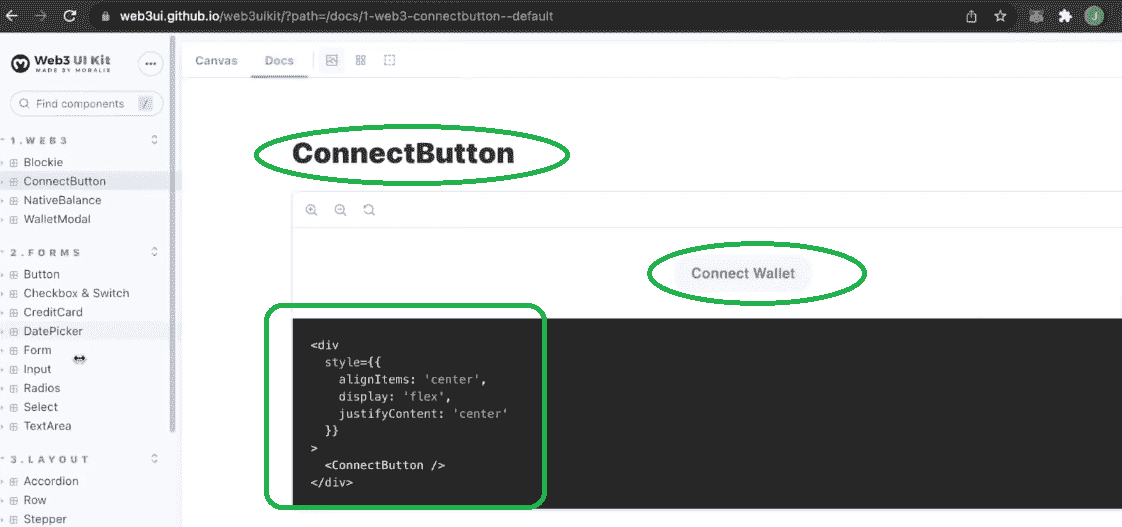 web3ui.github.io/web3uikit/?path=/docs/1-web3-connectbutton--default
Web3 UI Kit
MADE BY MORALIS
Find components /
1. WEB3
Blockie
ConnectButton
NativeBalance
WalletModal
2. FORMS
Button
Checkbox & Switch
CreditCard
DatePicker
Form
Input
Radios
Select
TextArea
3. LAYOUT
Accordion
Row
Stepper
Canvas Docs
ConnectButton
Connect Wallet
<div
style={{
alignItems: 'center',
display: 'flex',
justifyContent: 'center'
}}
>
<ConnectButton />
</div>